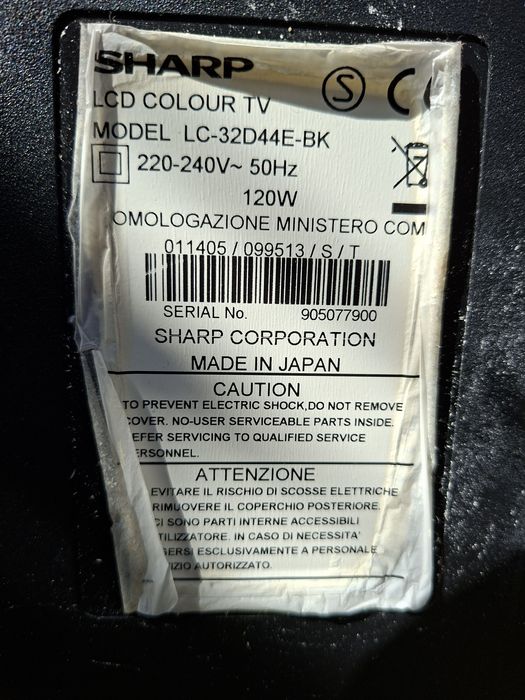 SHARP
S
LCD COLOUR TV
MODEL LC-32D44E-BK
220-240V~ 50Hz
120W
OMOLOGAZIONE MINISTERO COM
011405 / 099513 / S / T
SERIAL No. 905077900
SHARP CORPORATION
MADE IN JAPAN
CAUTION
TO PREVENT ELECTRIC SHOCK,DO NOT REMOVE
COVER. NO-USER SERVICEABLE PARTS INSIDE.
EFER SERVICING TO QUALIFIED SERVICE
ERSONNEL.
ATTENZIONE
EVITARE IL RISCHIO DI SCOSSE ELETTRICHE
RIMUOVERE IL COPERCHIO POSTERIORE.
CI SONO PARTI INTERNE ACCESSIBILI
TILIZZATORE. IN CASO DI NECESSITA'
GERSI ESCLUSIVAMENTE A PERSONALE
IZIO AUTORIZZATO.